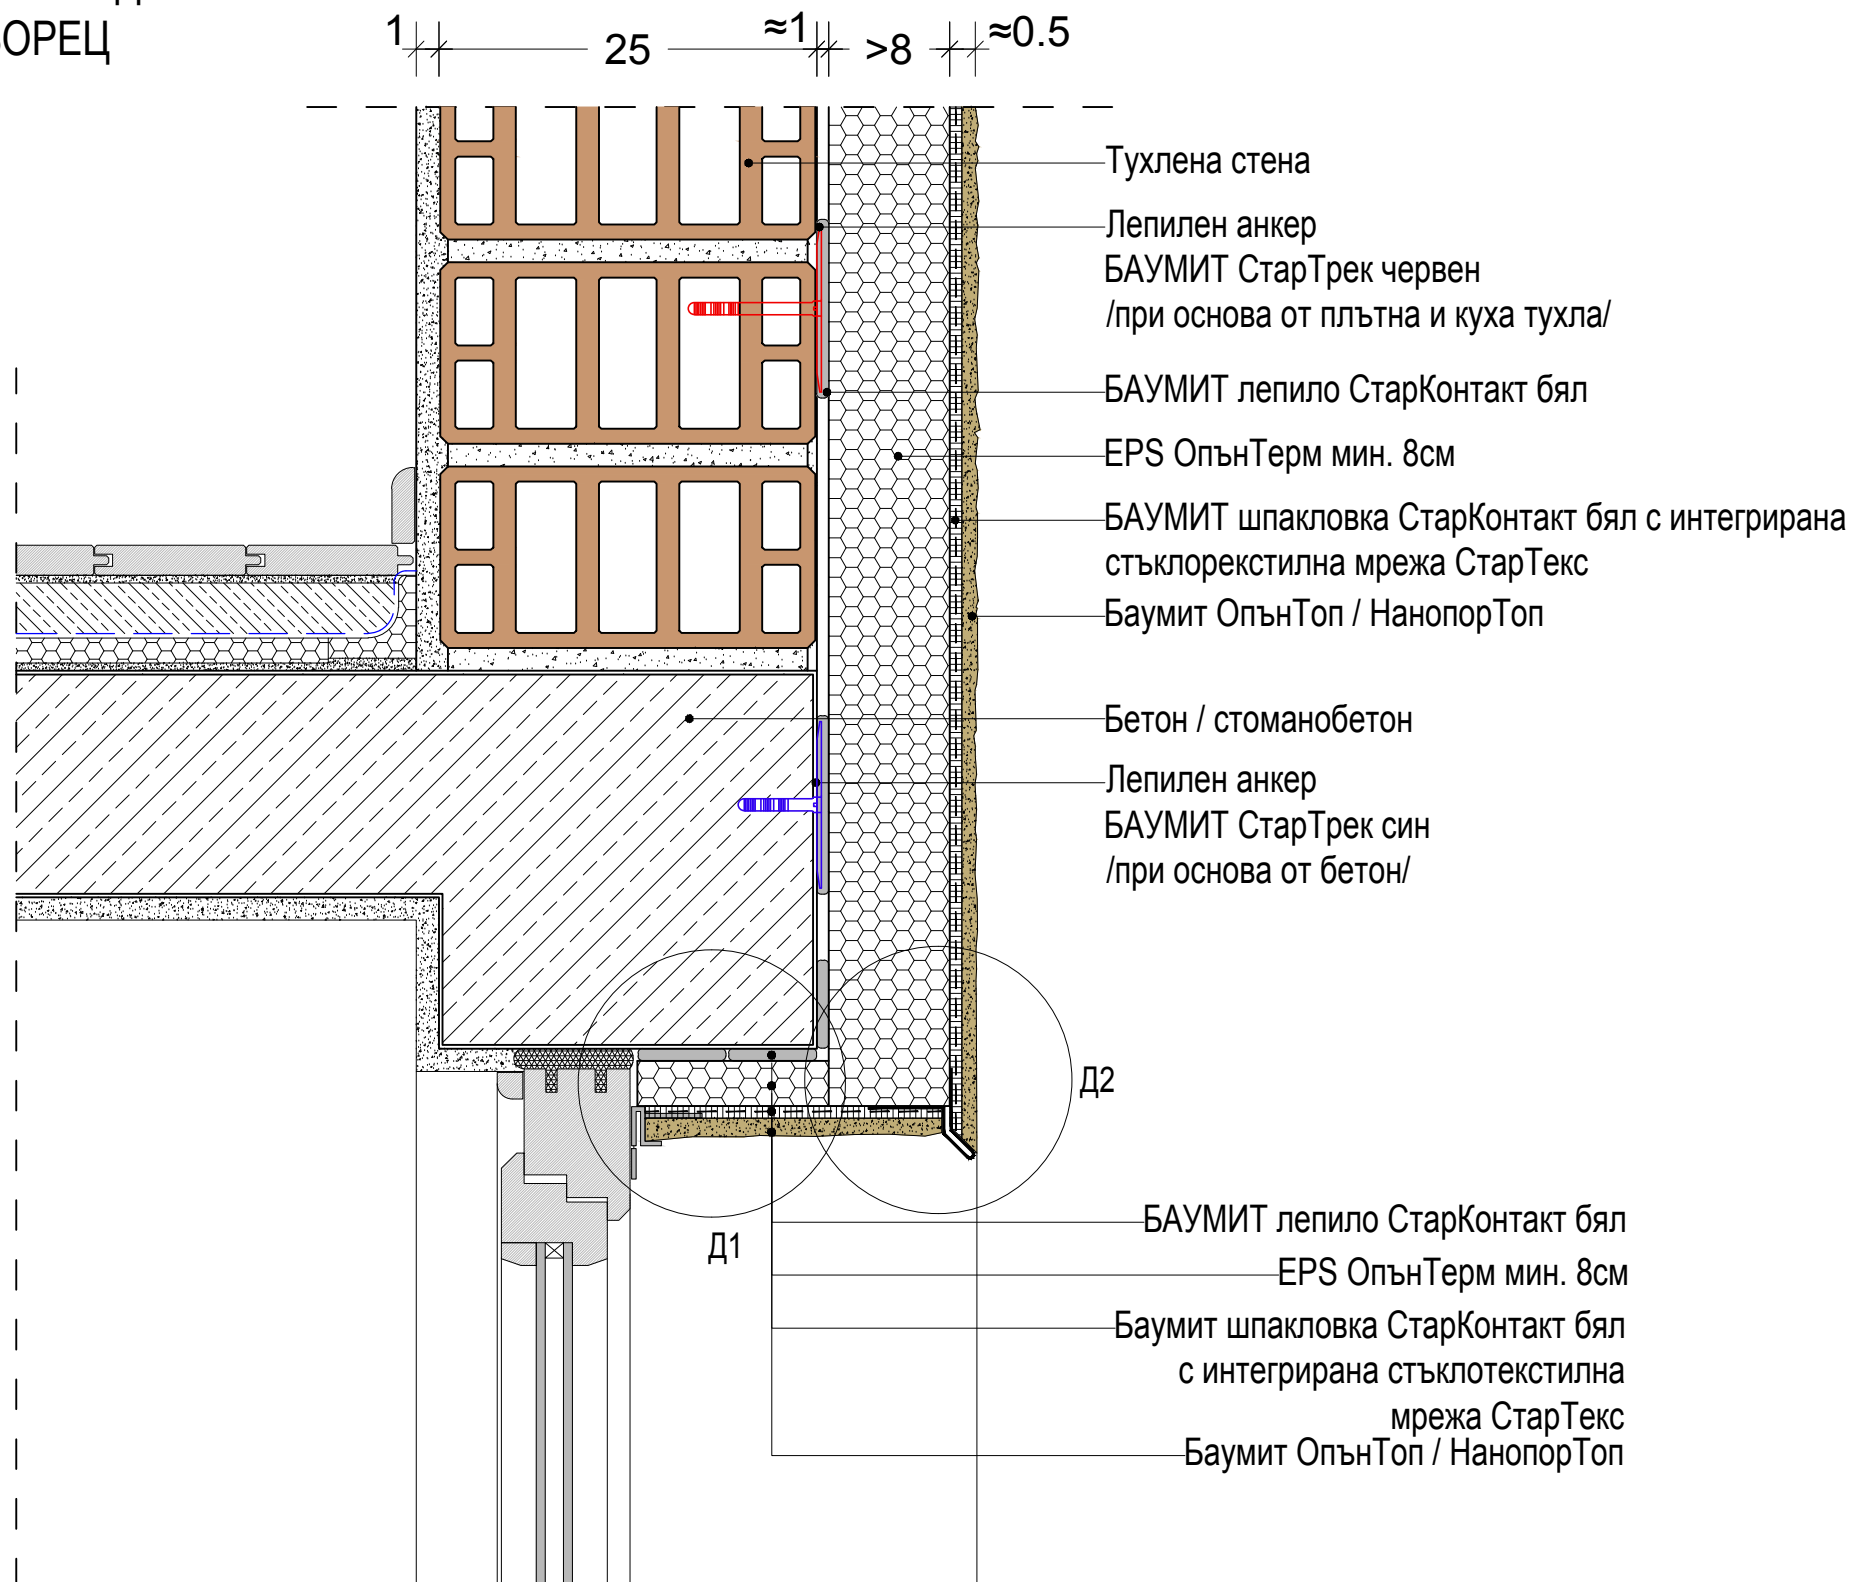 ОРЕЦ
1 25 ≈1 >8 ≈0.5
Тухлена стена
Лепилен анкер
БАУМИТ СтарТрек червен
/при основа от плътна и куха тухла/
БАУМИТ лепило СтарКонтакт бял
EPS ОпънТерм мин. 8см
БАУМИТ шпакловка СтарКонтакт бял с интегрирана
стъклорекстилна мрежа СтарТекс
Баумит ОпънТоп / НанопорТоп
Бетон / стоманобетон
Лепилен анкер
БАУМИТ СтарТрек син
/при основа от бетон/
Д2
Д1
БАУМИТ лепило СтарКонтакт бял
EPS ОпънТерм мин. 8см
Баумит шпакловка СтарКонтакт бял
с интегрирана стъклотекстилна
мрежа СтарТекс
Баумит ОпънТоп / НанопорТоп